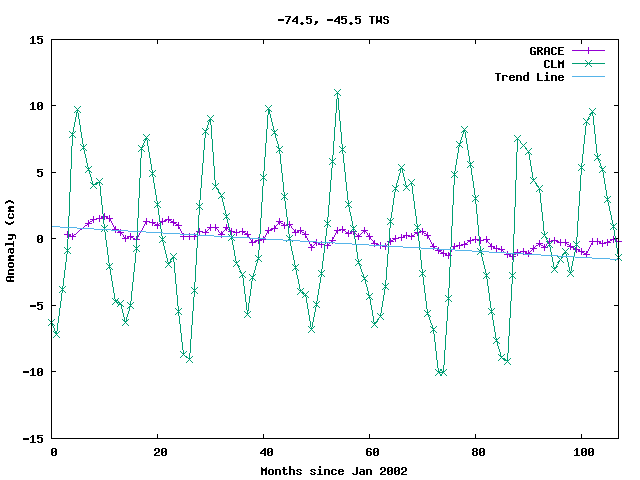 -74.5, -45.5 TWS
GRACE
CLM
Trend Line
15
10
5
0
-5
-10
-15
Anomaly (cm)
0 20 40 60 80 100
Months since Jan 2002